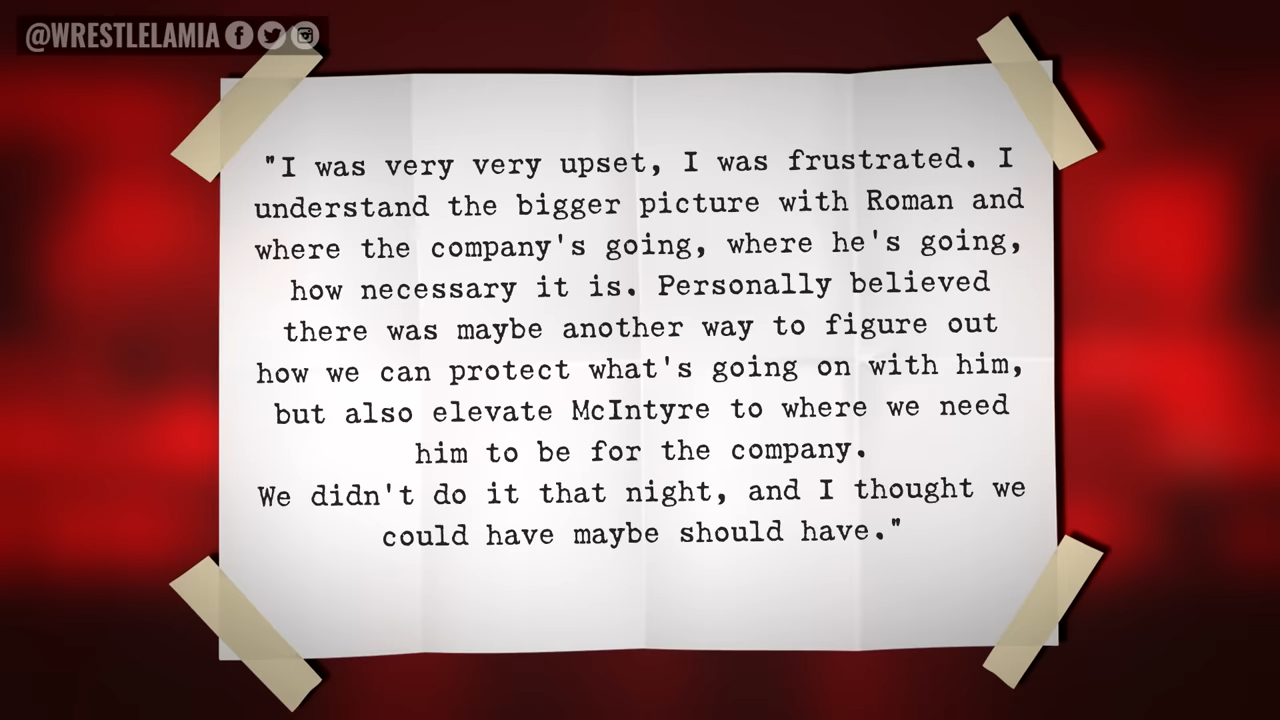 @WRESTLELAMIA
"I was very very upset, I was frustrated. I
understand the bigger picture with Roman and
where the company's going, where he's going,
how necessary it is. Personally believed
there was maybe another way to figure out
how we can protect what's going on with him,
but also elevate McIntyre to where we need
him to be for the company.
We didn't do it that night, and I thought we
could have maybe should have."